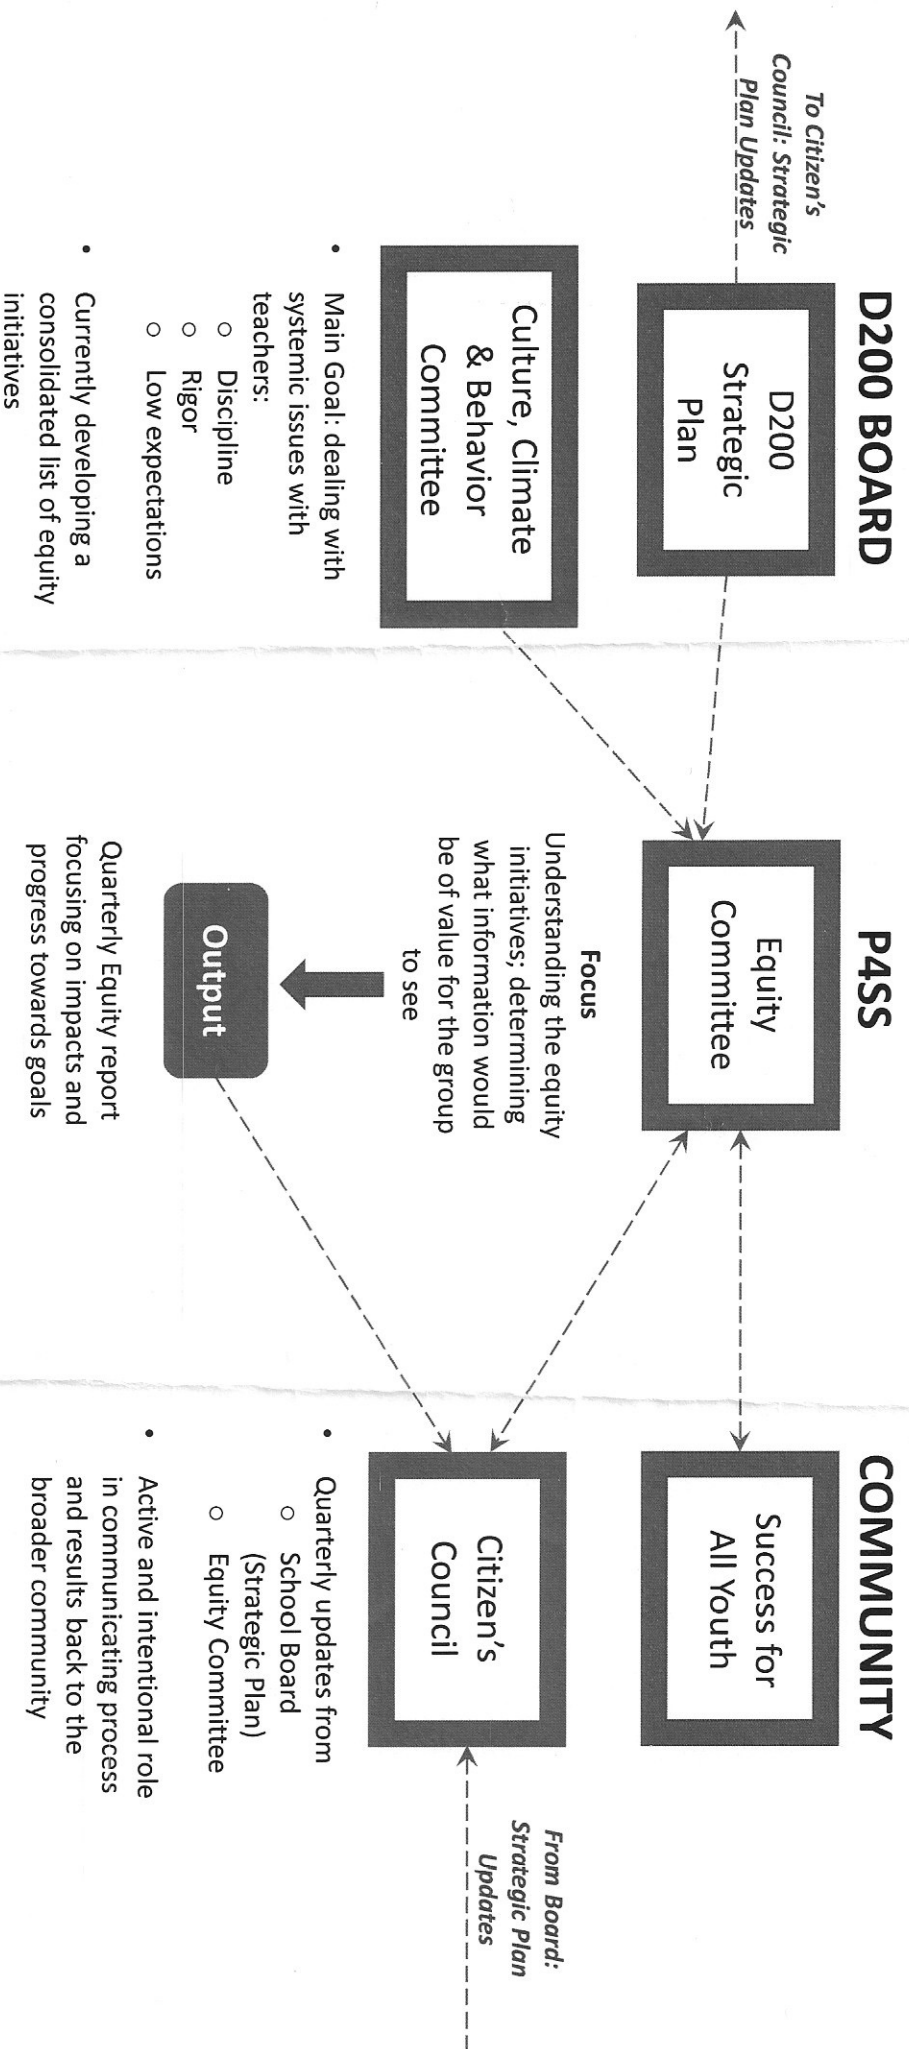 D200 BOARD
To Citizen's
Council: Strategic
Plan Updates
D200
Strategic
Plan
Culture, Climate
& Behavior
Committee
• Main Goal: dealing with
systemic issues with
teachers:
○ Discipline
○ Rigor
○ Low expectations
• Currently developing a
consolidated list of equity
initiatives
P4SS
Equity
Committee
Focus
Understanding the equity
initiatives; determining
what information would
be of value for the group
to see
Output
Quarterly Equity report
focusing on impacts and
progress towards goals
COMMUNITY
Success for
All Youth
Citizen's
Council
From Board:
Strategic Plan
Updates
• Quarterly updates from
○ School Board
(Strategic Plan)
○ Equity Committee
• Active and intentional role
in communicating process
and results back to the
broader community